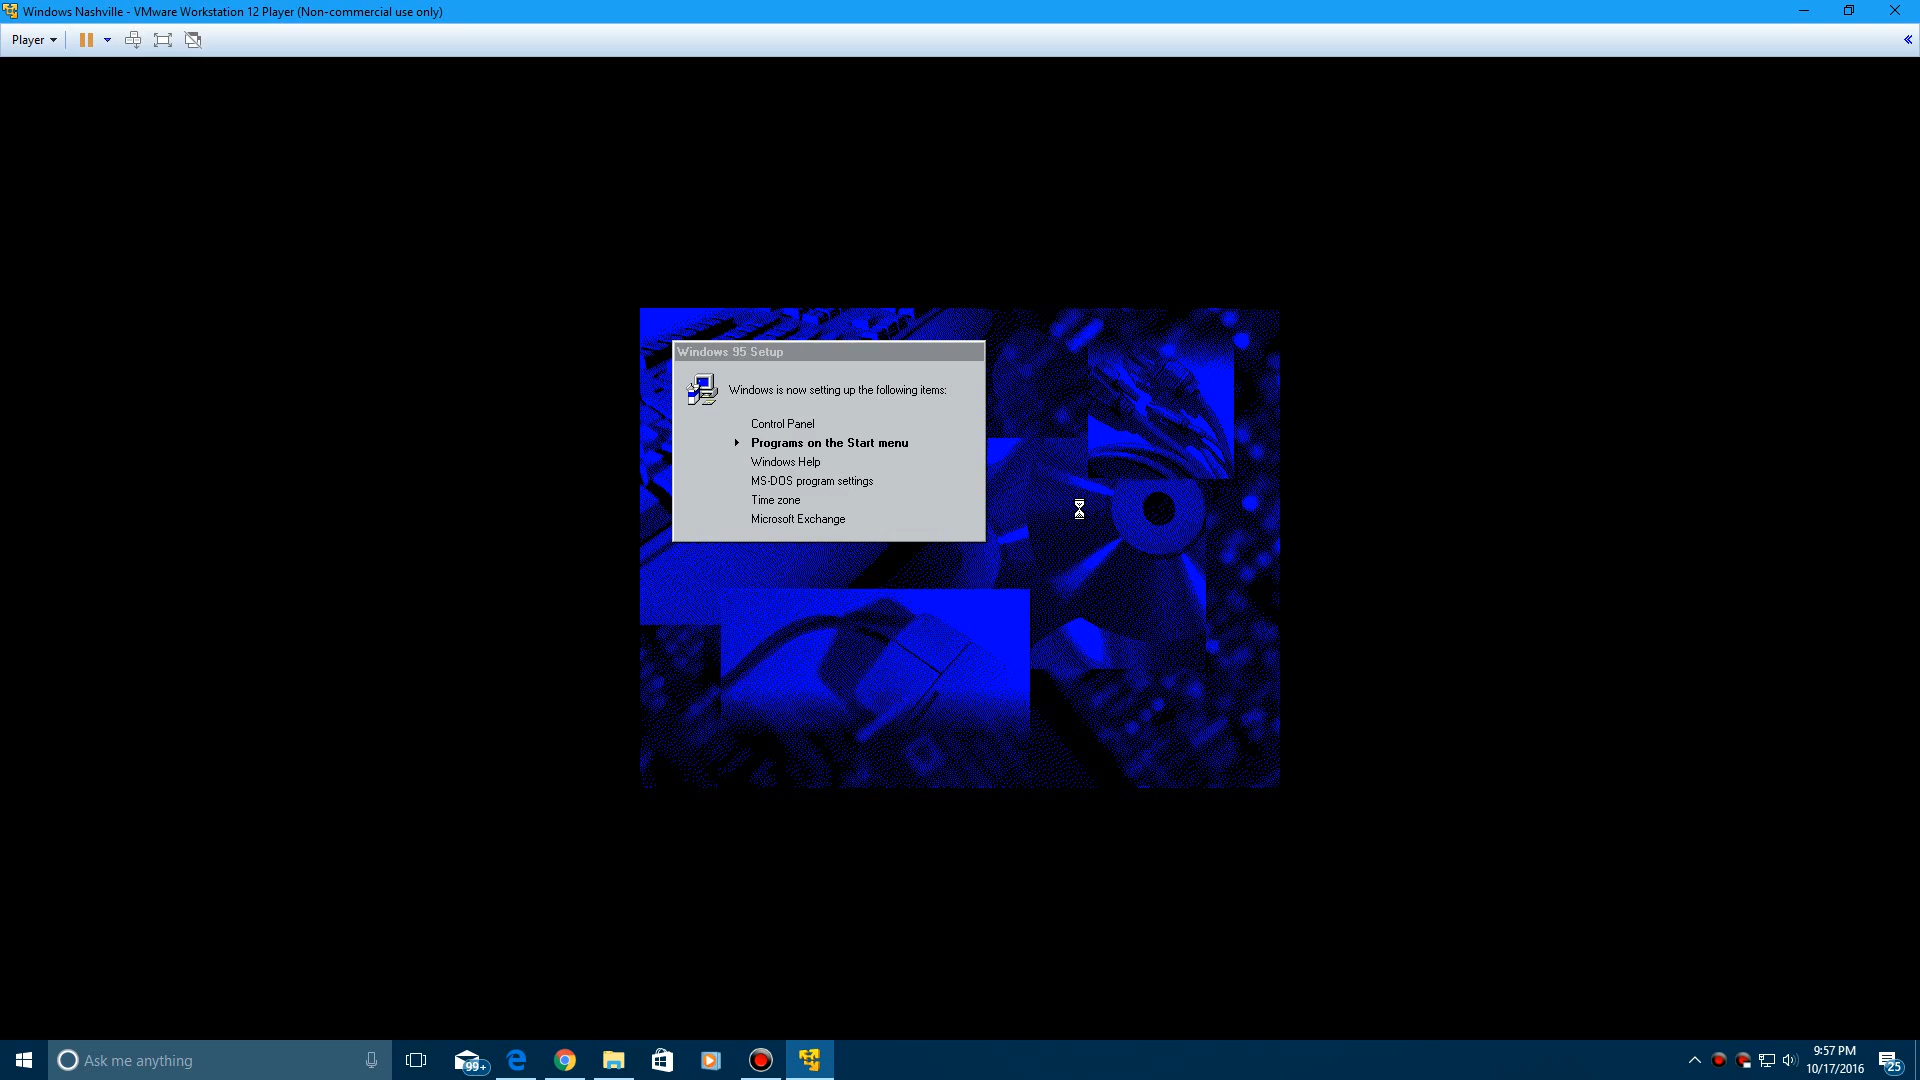 Windows Nashville - VMware Workstation 12 Player (Non-commercial use only)
Player
Windows 95 Setup
Windows is now setting up the following items:
Control Panel
Programs on the Start menu
Windows Help
MS-DOS program settings
Time zone
Microsoft Exchange
Ask me anything
99+
9:57 PM
10/17/2016
25